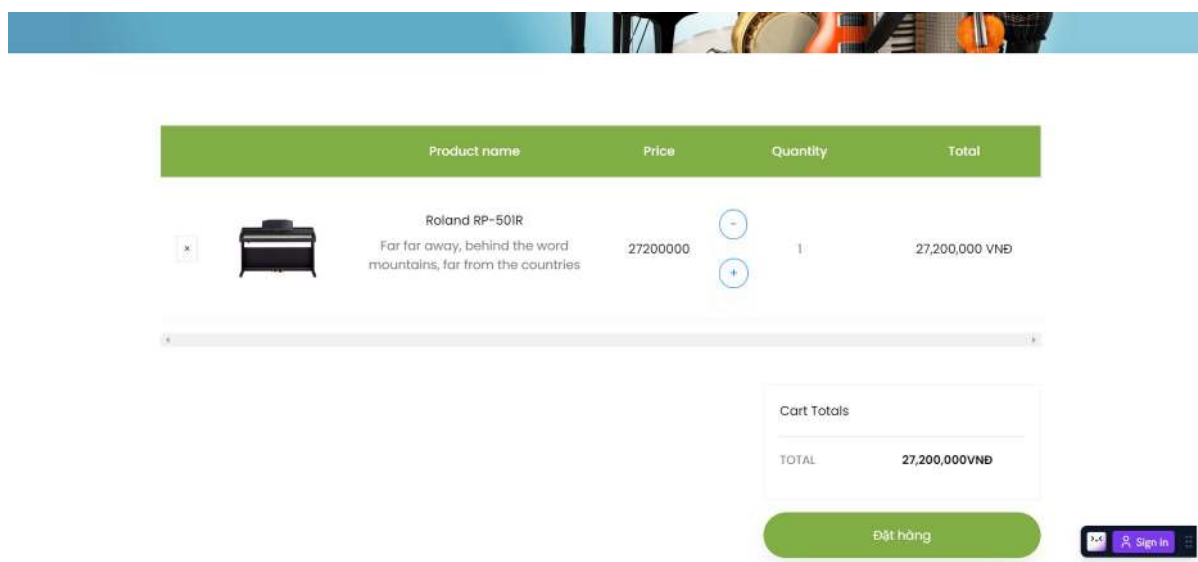 Product name Price Quantity Total
Roland RP-501R
Far far away, behind the word
mountains, far from the countries
×
27200000
-
+
1
27,200,000 VNĐ
Cart Totals
TOTAL 27,200,000VNĐ
Đặt hàng
Sign in